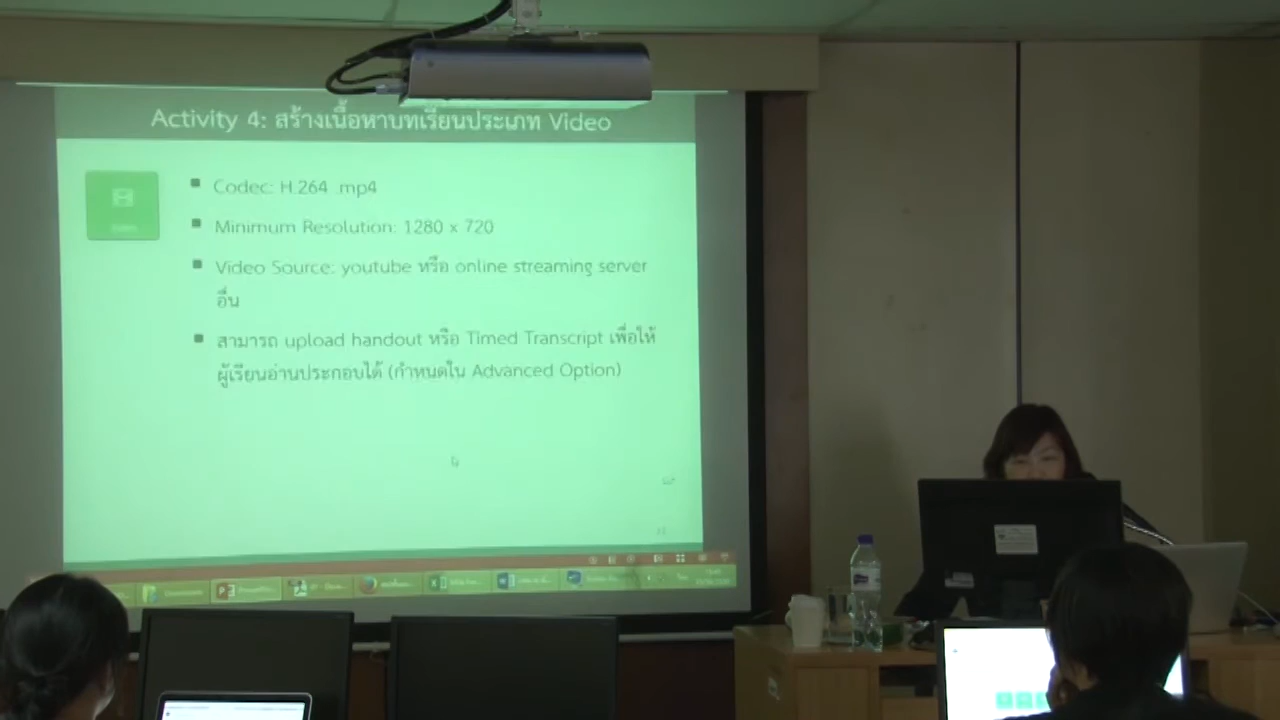 Activity 4: สร้างเนื้อหาบทเรียนประเภท Video
Codec: H.264 .mp4
Minimum Resolution: 1280 x 720
Video Source: youtube หรือ online streaming server
อื่น
สามารถ upload handout หรือ Timed Transcript เพื่อให้
ผู้เรียนอ่านประกอบได้ (กำหนดใน Advanced Option)